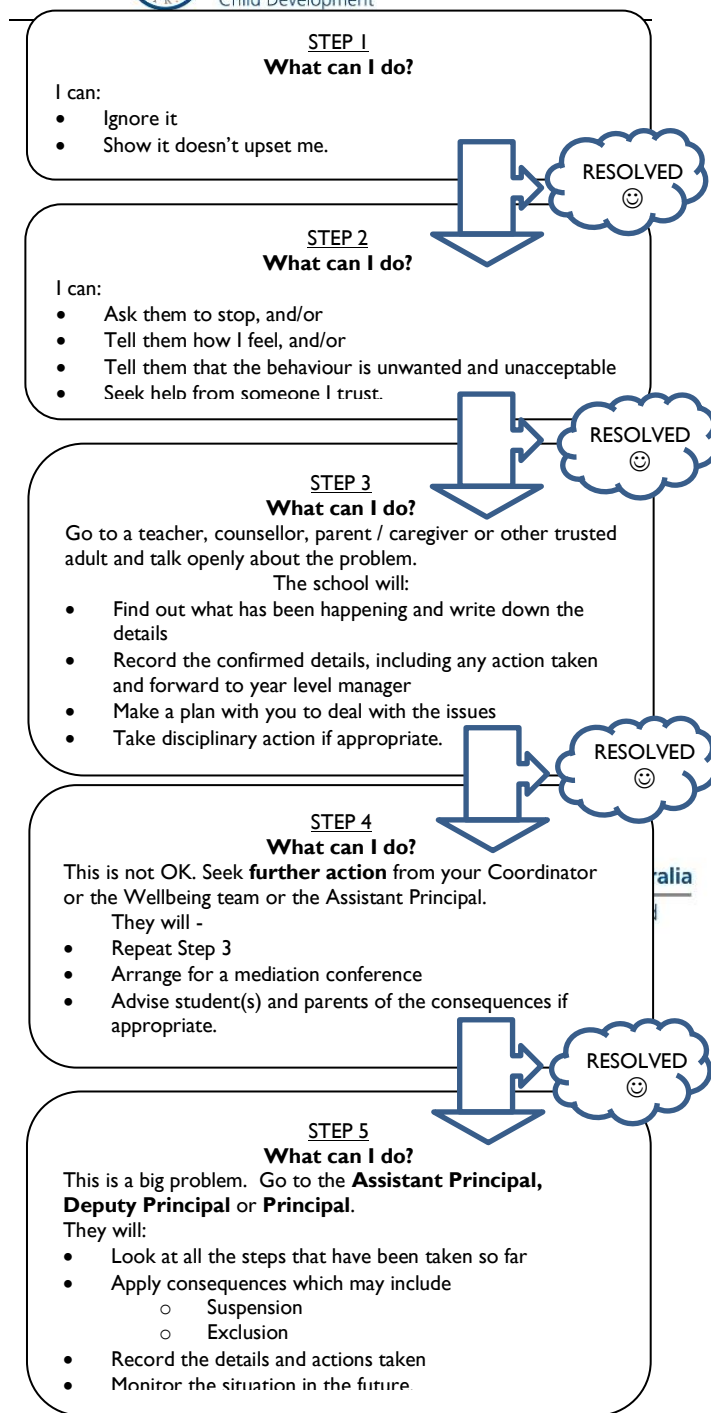 Child Development
STEP 1
What can I do?
I can:
• Ignore it
• Show it doesn't upset me.
RESOLVED
☺
STEP 2
What can I do?
I can:
• Ask them to stop, and/or
• Tell them how I feel, and/or
• Tell them that the behaviour is unwanted and unacceptable
• Seek help from someone I trust.
RESOLVED
☺
STEP 3
What can I do?
Go to a teacher, counsellor, parent / caregiver or other trusted
adult and talk openly about the problem.
The school will:
• Find out what has been happening and write down the
details
• Record the confirmed details, including any action taken
and forward to year level manager
• Make a plan with you to deal with the issues
• Take disciplinary action if appropriate.
RESOLVED
☺
STEP 4
What can I do?
This is not OK. Seek further action from your Coordinator
or the Wellbeing team or the Assistant Principal.
They will -
• Repeat Step 3
• Arrange for a mediation conference
• Advise student(s) and parents of the consequences if
appropriate.
ralia
RESOLVED
☺
STEP 5
What can I do?
This is a big problem.  Go to the Assistant Principal,
Deputy Principal or Principal.
They will:
• Look at all the steps that have been taken so far
• Apply consequences which may include
o Suspension
o Exclusion
• Record the details and actions taken
• Monitor the situation in the future.